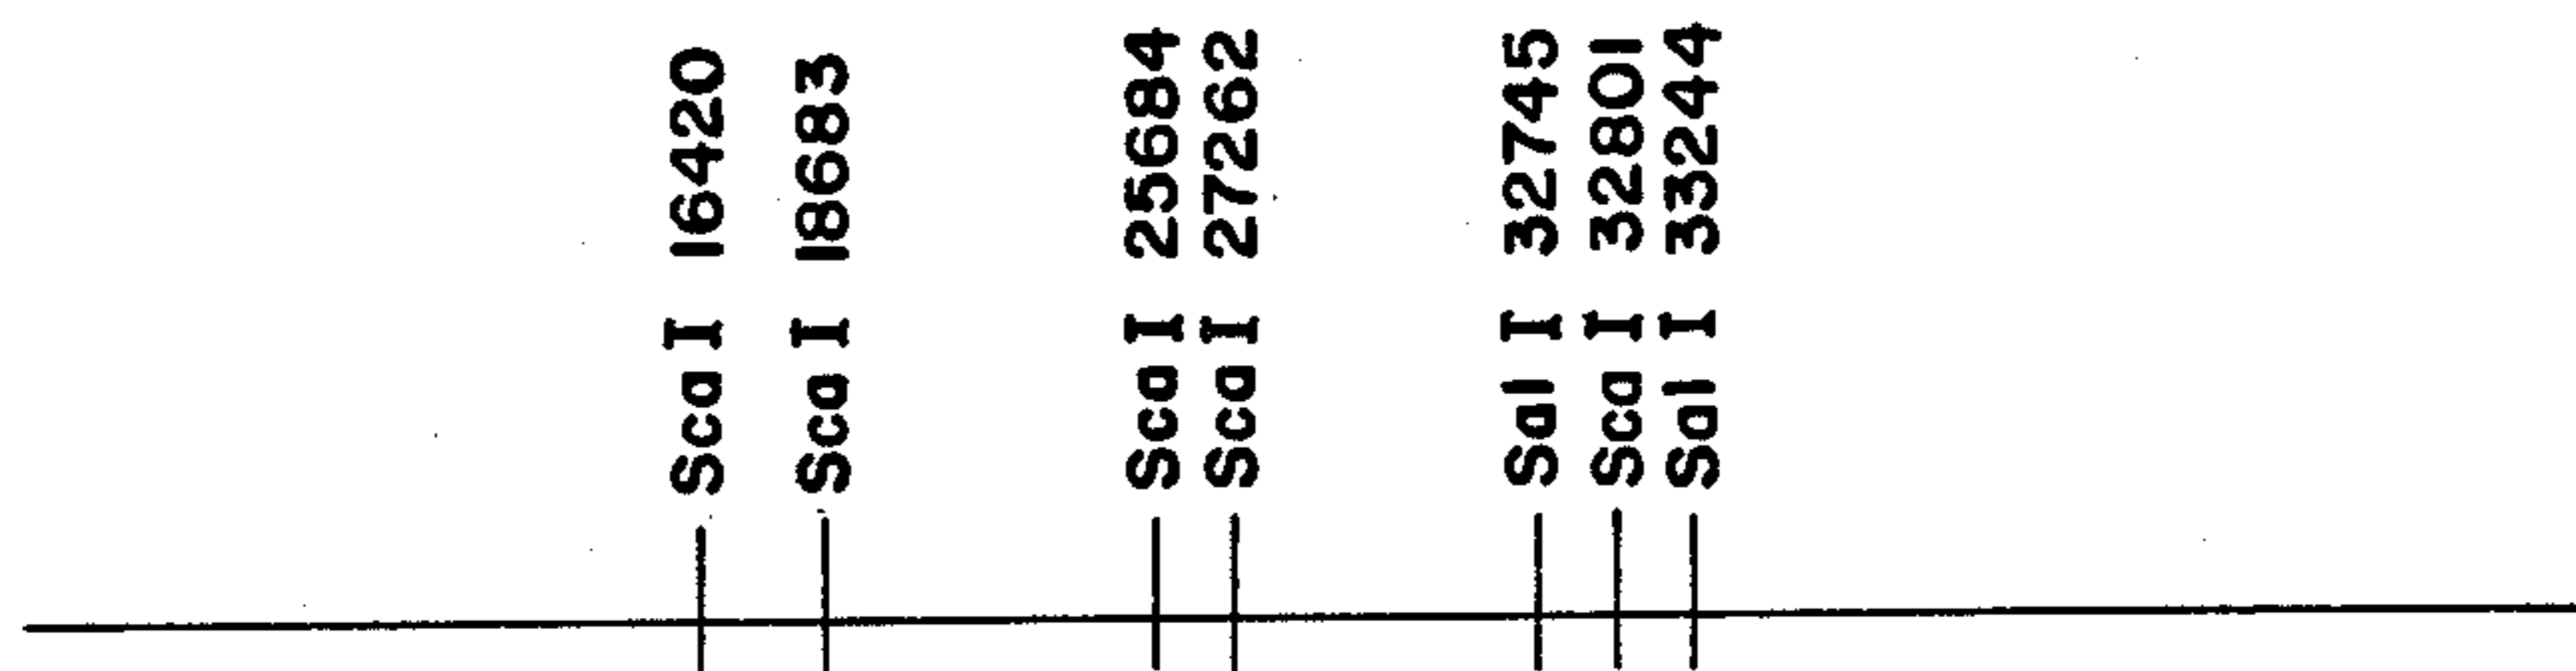 Sca I 16420
Sca I 18683
Sca I 25684
Sca I 27262
Sal I 32745
Sca I 32801
Sal I 33244